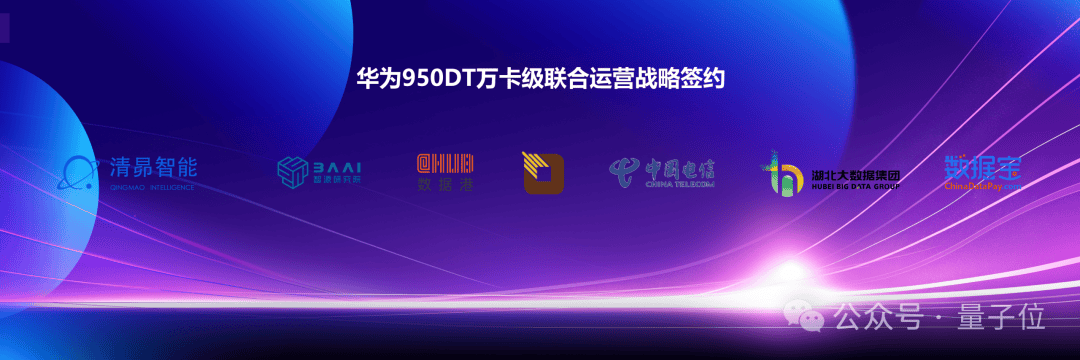 华为950DT万卡级联合运营战略签约
清昴智能
QINGMAO INTELLIGENCE
BAAI
智源研究院
@HUB
数据港
中国电信
CHINA TELECOM
湖北大数据集团
HUBEI BIG DATA GROUP
数据宝
ChinaDataPay.com
公众号·量子位